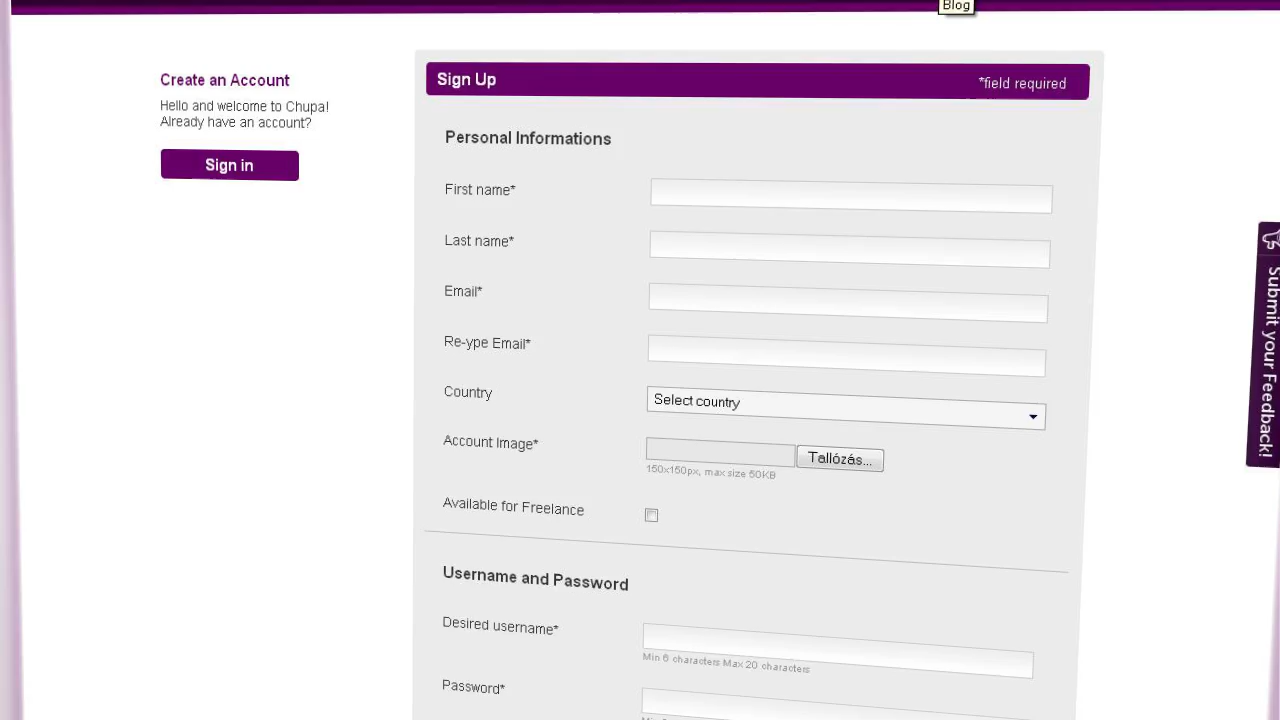 Blog
Create an Account
Hello and welcome to Chupa!
Already have an account?
Sign in
Sign Up
*field required
Personal Informations
First name*
Last name*
Email*
Re-ype Email*
Country
Select country
Account Image*
Tallózás...
150x150px, max size 50KB
Available for Freelance
Username and Password
Desired username*
Min 6 characters Max 20 characters
Password*
Submit your Feedback!